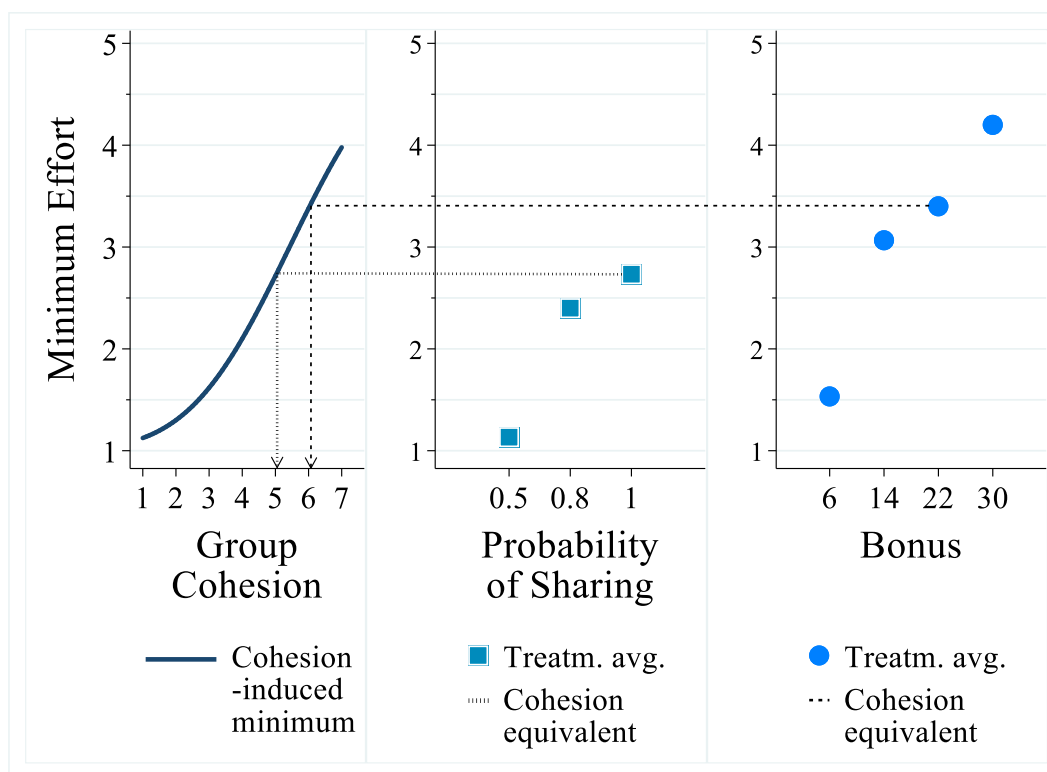 Minimum Effort
5
4
3
2
1
1 2 3 4 5 6 7
Group
Cohesion
Cohesion
-induced
minimum
5
4
3
2
1
0.5 0.8 1
Probability
of Sharing
Treatm. avg.
Cohesion
equivalent
5
4
3
2
1
6 14 22 30
Bonus
Treatm. avg.
Cohesion
equivalent